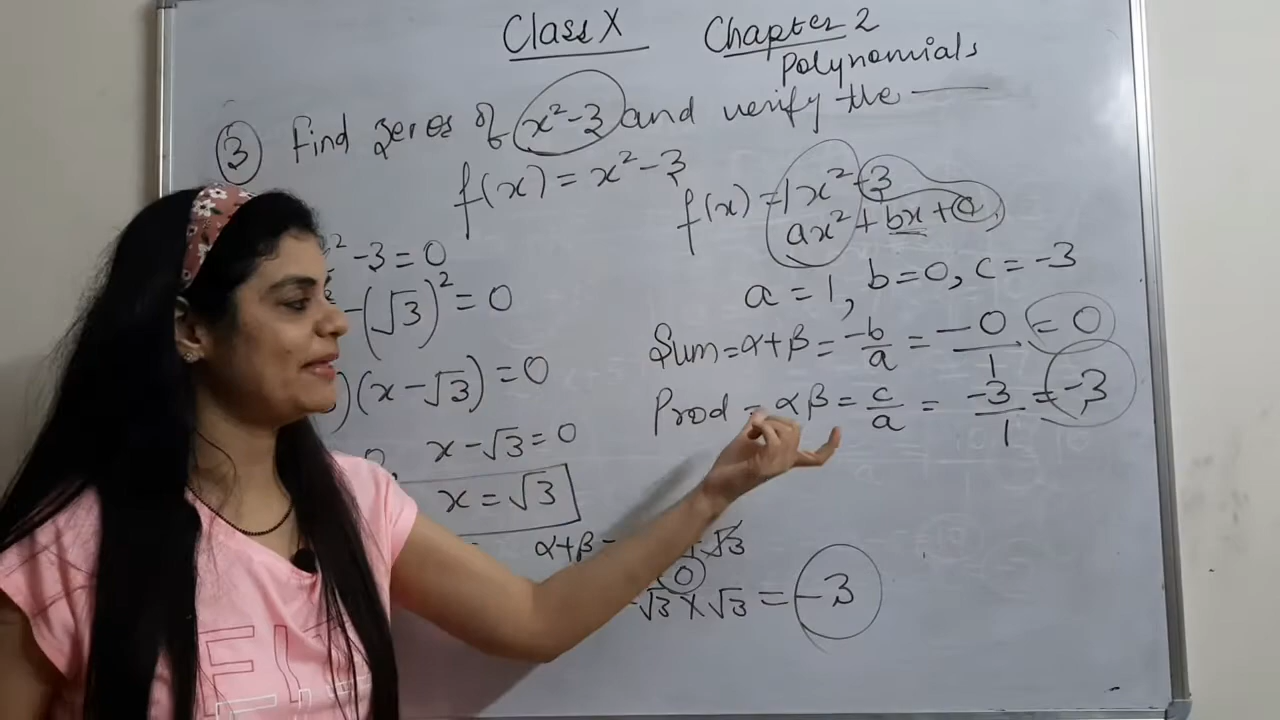 Class X Chapter 2
Polynomials
3 Find zeros of x²-3 and verify the
f(x) = x²-3
² -3=0
-(√3)²=0
)(x-√3)=0
0, x-√3=0
x=√3
α+β= √3
0
-√3×√3=-3
f(x)=1x²-3
ax²+bx+c,
a=1, b=0, c=-3
Sum=α+β=-b/a=-0/1=0
Prod=αβ=c/a=-3/1=-3